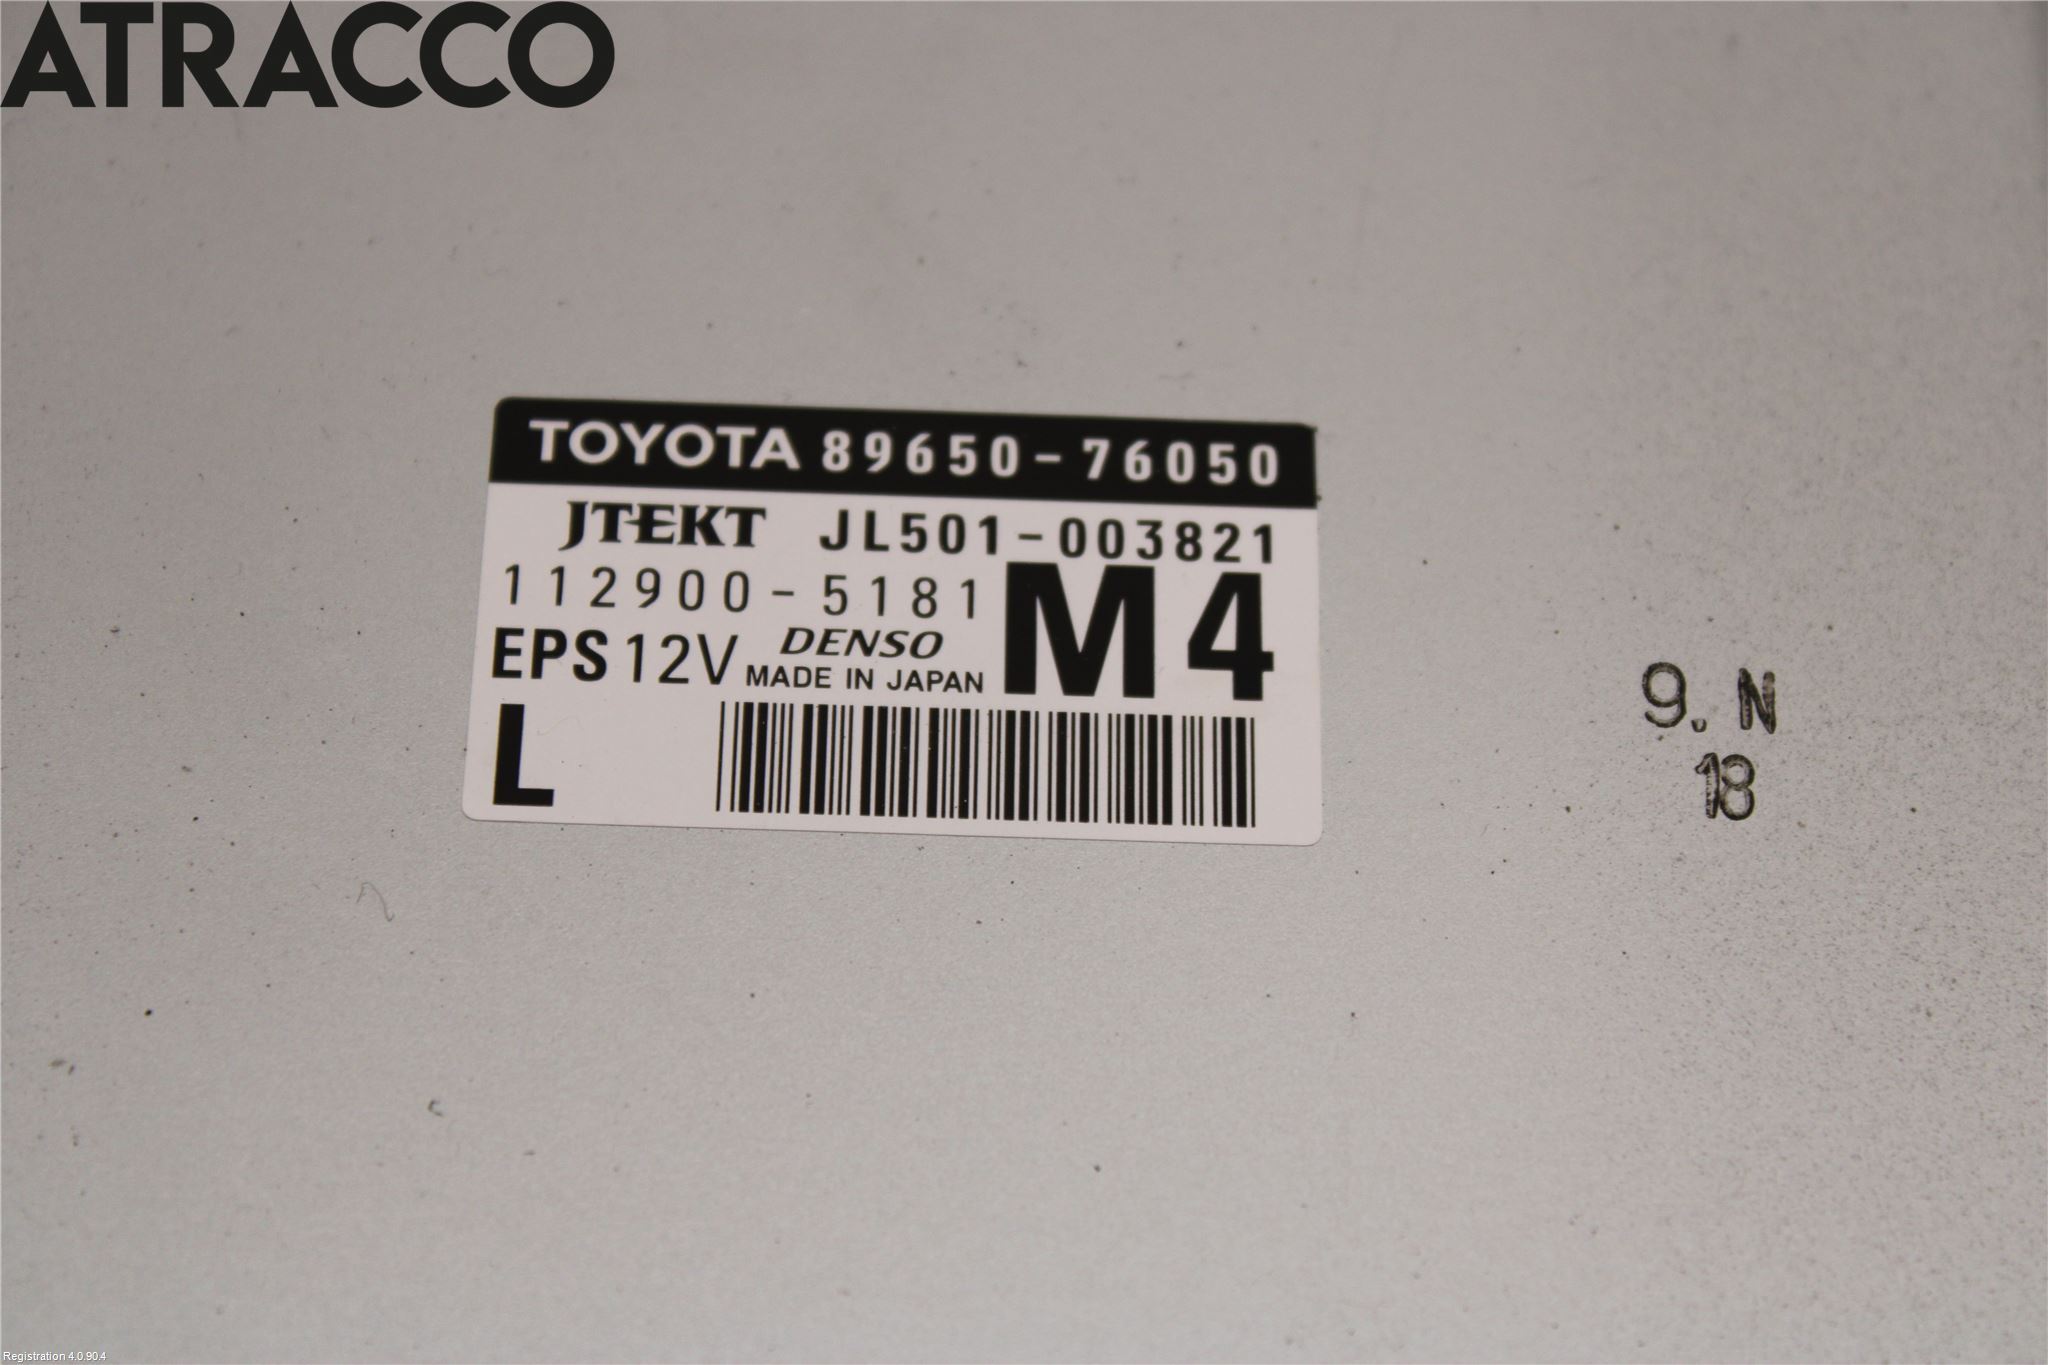 ATRACCO
TOYOTA 89650-76050
JTEKT JL501-003821
112900-5181 M4
EPS 12V DENSO
MADE IN JAPAN
L
9. N
18
Registration 4.0.90.4